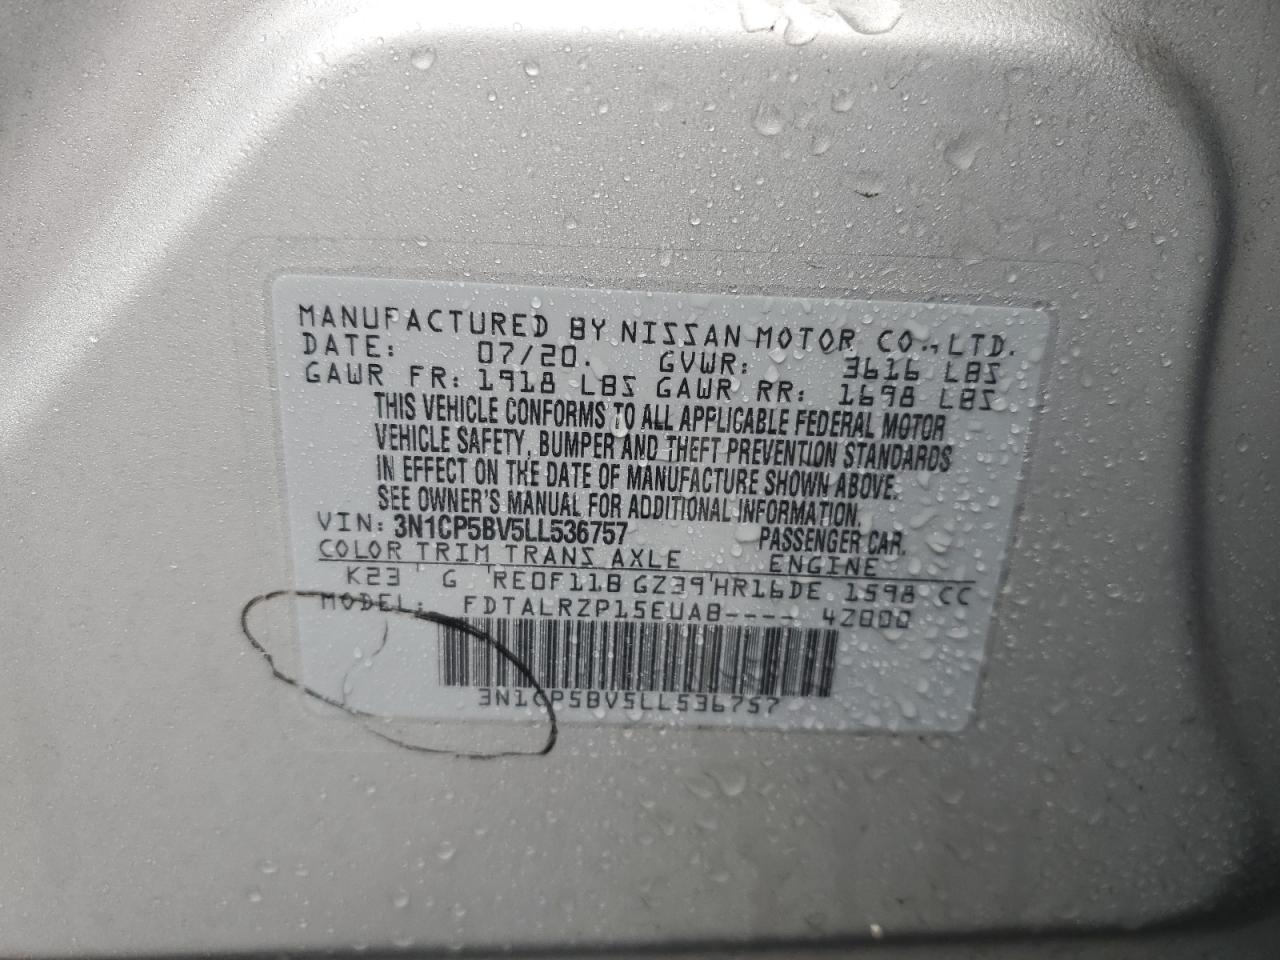 MANUFACTURED BY NISSAN MOTOR CO., LTD.
DATE: 07/20. GVWR: 3616 LBS
GAWR FR: 1918 LBS GAWR RR: 1698 LBS
THIS VEHICLE CONFORMS TO ALL APPLICABLE FEDERAL MOTOR
VEHICLE SAFETY, BUMPER AND THEFT PREVENTION STANDARDS
IN EFFECT ON THE DATE OF MANUFACTURE SHOWN ABOVE.
SEE OWNER'S MANUAL FOR ADDITIONAL INFORMATION.
VIN: 3N1CP5BV5LL536757 PASSENGER CAR.
COLOR TRIM TRANS AXLE ENGINE
K23 ' G 'RE0F11B GZ39'HR16DE 1598 CC
MODEL: FDTALRZP15EUAB---- 42000
3N1CP5BV5LL536757